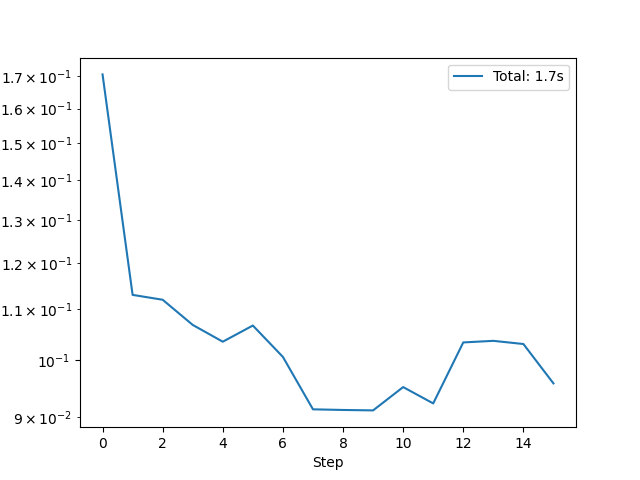 1.7 × 10⁻¹
1.6 × 10⁻¹
1.5 × 10⁻¹
1.4 × 10⁻¹
1.3 × 10⁻¹
1.2 × 10⁻¹
1.1 × 10⁻¹
10⁻¹
9 × 10⁻²
Total: 1.7s
0 2 4 6 8 10 12 14
Step